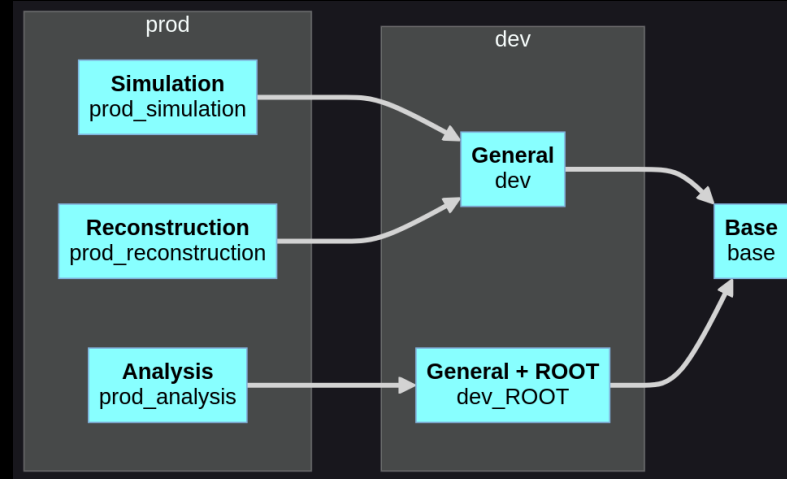 prod
Simulation
prod_simulation
Reconstruction
prod_reconstruction
Analysis
prod_analysis
dev
General
dev
General + ROOT
dev_ROOT
Base
base